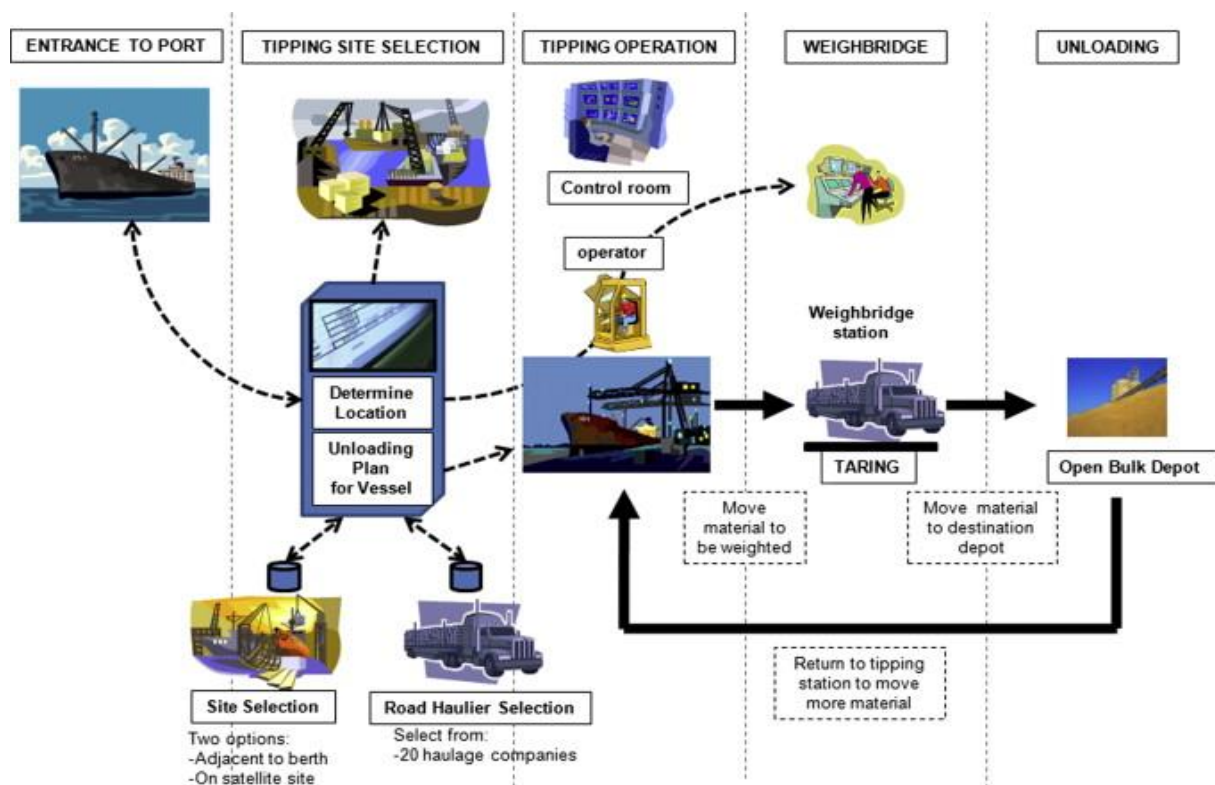 ENTRANCE TO PORT
TIPPING SITE SELECTION
TIPPING OPERATION
WEIGHBRIDGE
UNLOADING
Control room
operator
Determine
Location
Unloading
Plan
for Vessel
Weighbridge
station
TARING
Open Bulk Depot
Move
material to
be weighted
Move material
to destination
depot
Return to tipping
station to move
more material
Site Selection
Two options:
-Adjacent to berth
-On satellite site
Road Haulier Selection
Select from:
-20 haulage companies